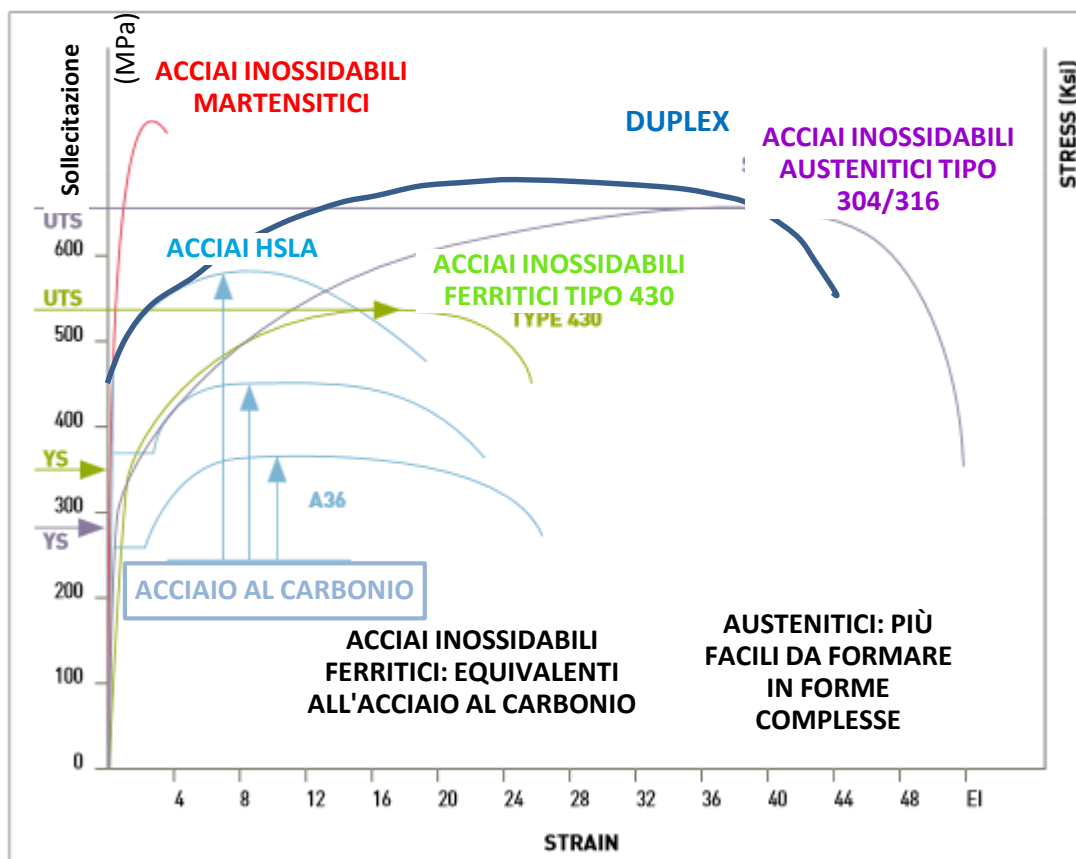 Sollecitazione
(MPa)
ACCIAI INOSSIDABILI
MARTENSITICI
DUPLEX
ACCIAI INOSSIDABILI
AUSTENITICI TIPO
304/316
STRESS (Ksi)
UTS
600
ACCIAI HSLA
ACCIAI INOSSIDABILI
FERRITICI TIPO 430
TYPE 430
UTS
500
400
YS
300
A36
YS
200
ACCIAIO AL CARBONIO
ACCIAI INOSSIDABILI
FERRITICI: EQUIVALENTI
ALL'ACCIAIO AL CARBONIO
AUSTENITICI: PIÙ
FACILI DA FORMARE
IN FORME
COMPLESSE
100
0
4 8 12 16 20 24 28 32 36 40 44 48 El
STRAIN